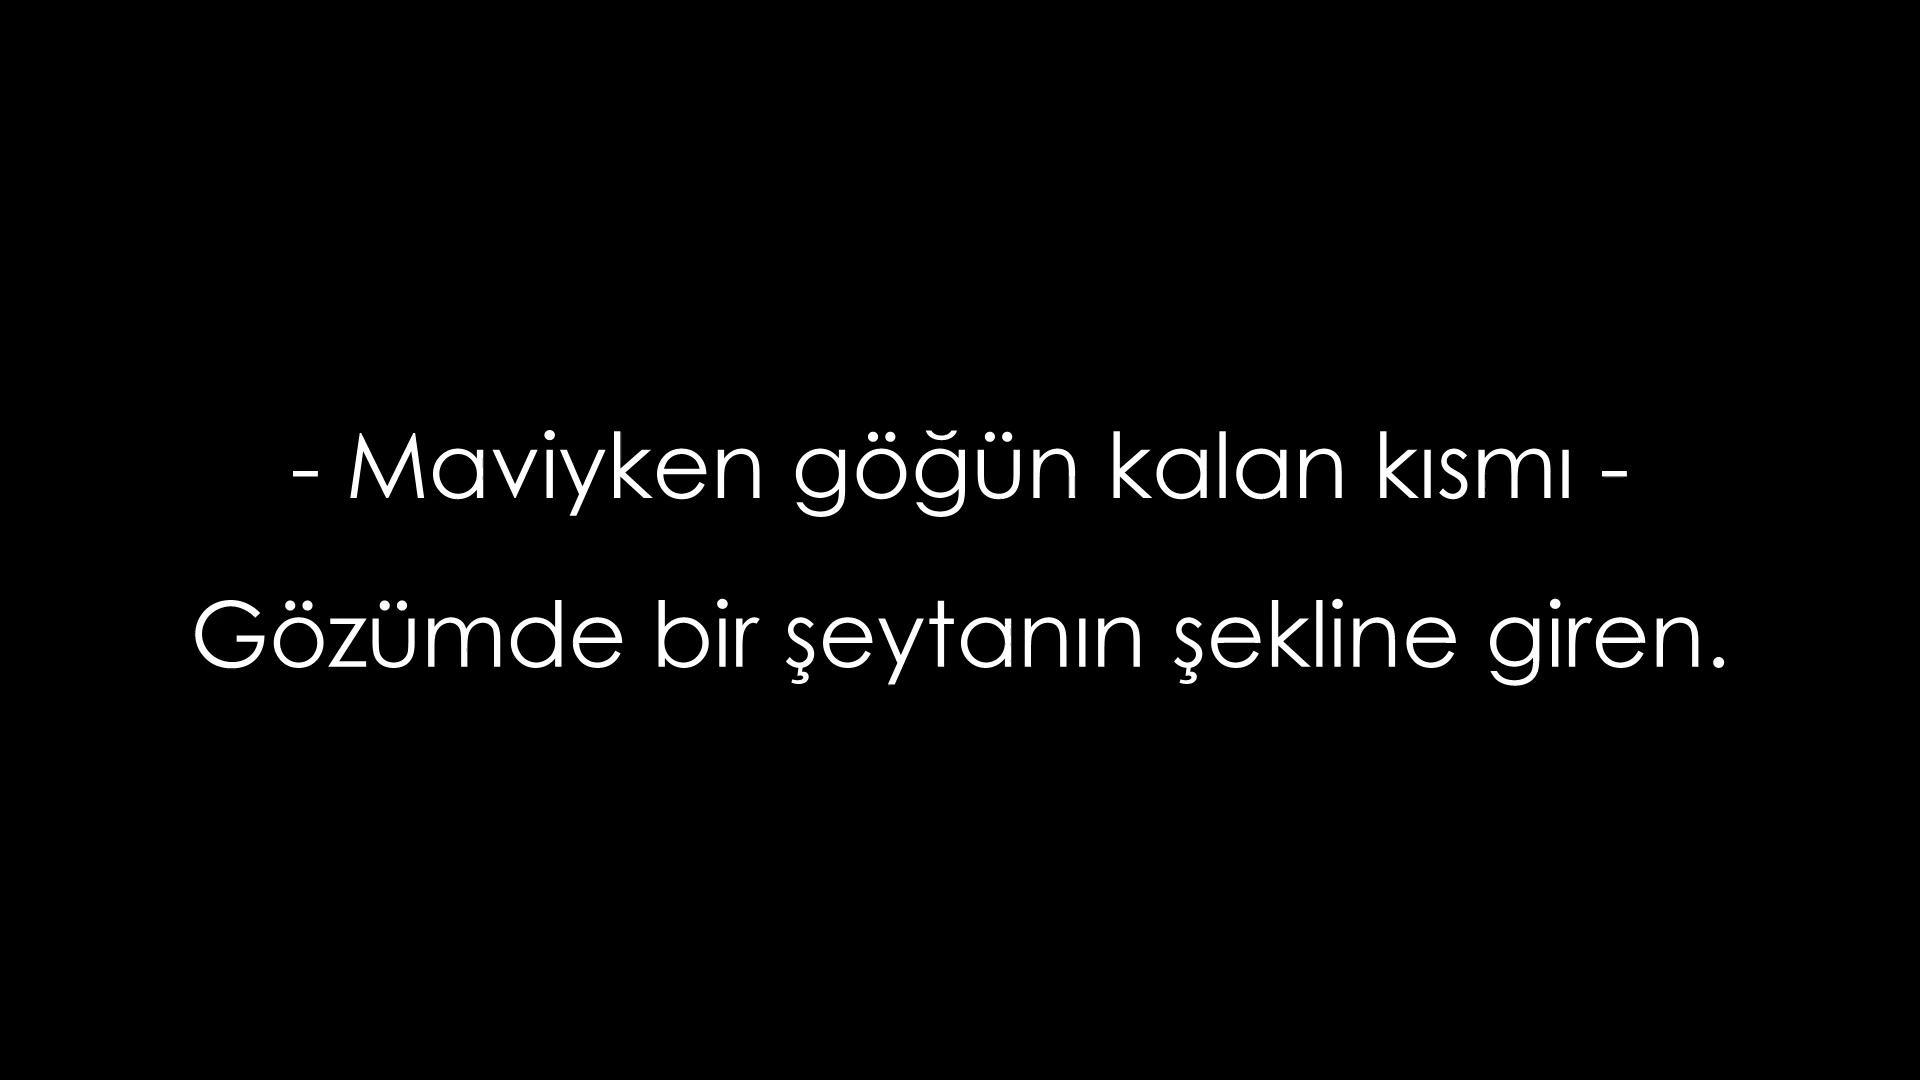 - Maviyken göğün kalan kısmı -
Gözümde bir şeytanın şekline giren.